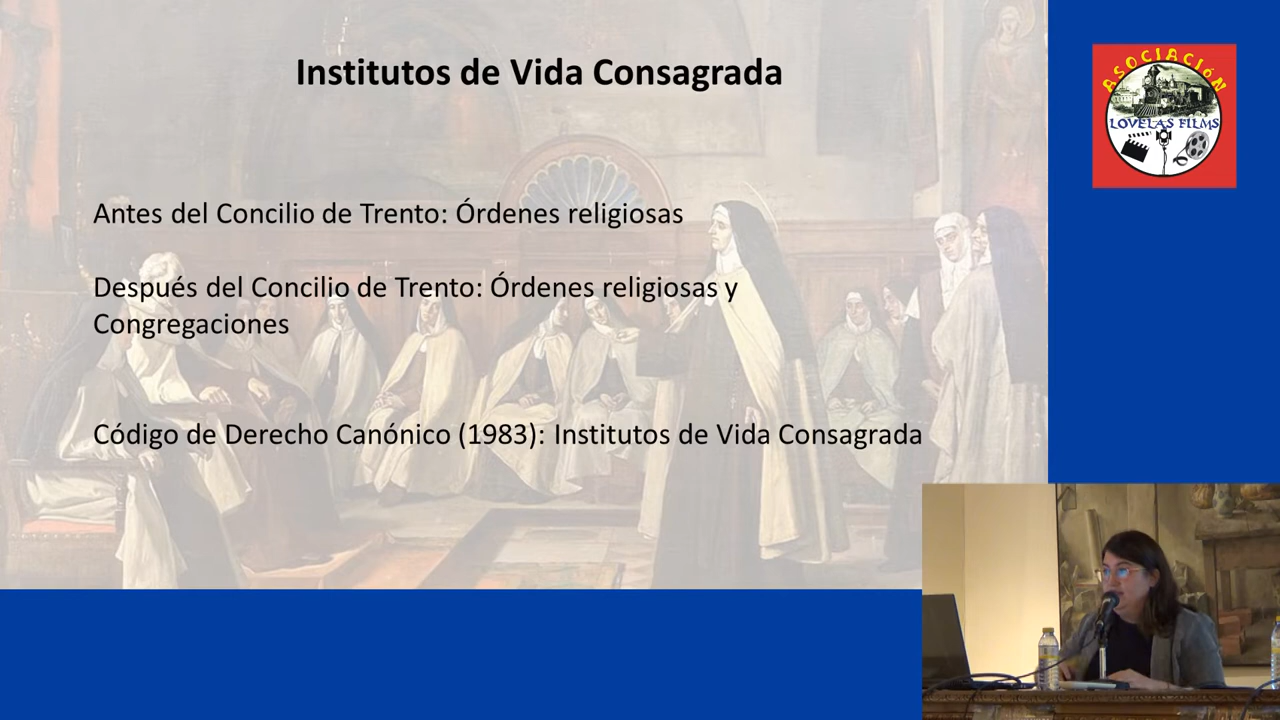 Institutos de Vida Consagrada
Antes del Concilio de Trento: Órdenes religiosas
Después del Concilio de Trento: Órdenes religiosas y
Congregaciones
Código de Derecho Canónico (1983): Institutos de Vida Consagrada
ASOCIACIÓN
LOVELAS FILMS